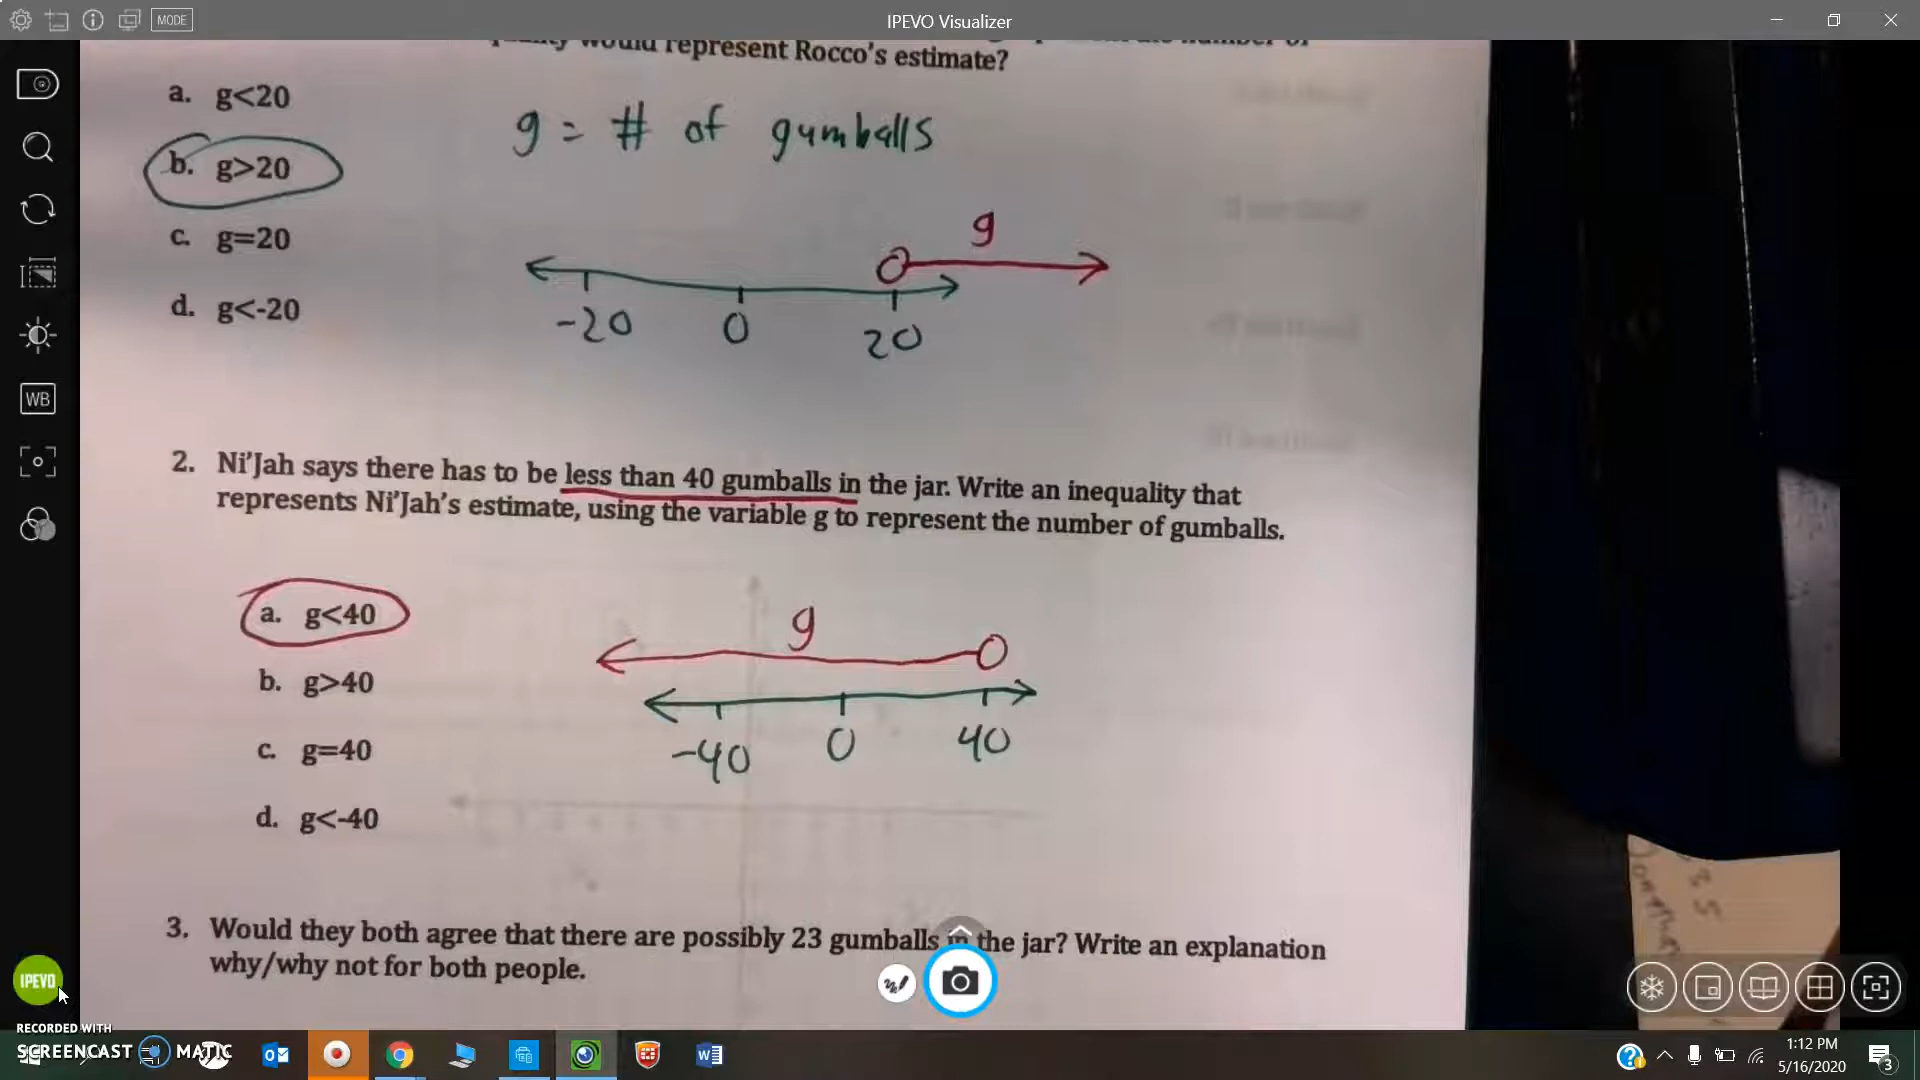 MODE
IPEVO Visualizer
would represent Rocco's estimate?
a. g<20
g = # of gumballs
b. g>20
c. g=20
g
d. g<-20
-20 0 20
WB
2. Ni'Jah says there has to be less than 40 gumballs in the jar. Write an inequality that
represents Ni'Jah's estimate, using the variable g to represent the number of gumballs.
a. g<40
g
b. g>40
c. g=40
-40 0 40
d. g<-40
3. Would they both agree that there are possibly 23 gumballs in the jar? Write an explanation
why/why not for both people.
IPEVO
RECORDED WITH
SCREENCAST MATIC
1:12 PM
5/16/2020
3